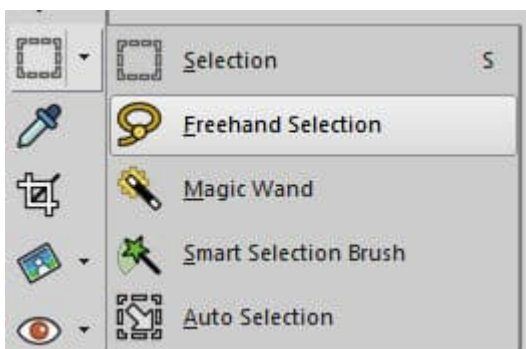 Selection S
Freehand Selection
Magic Wand
Smart Selection Brush
Auto Selection